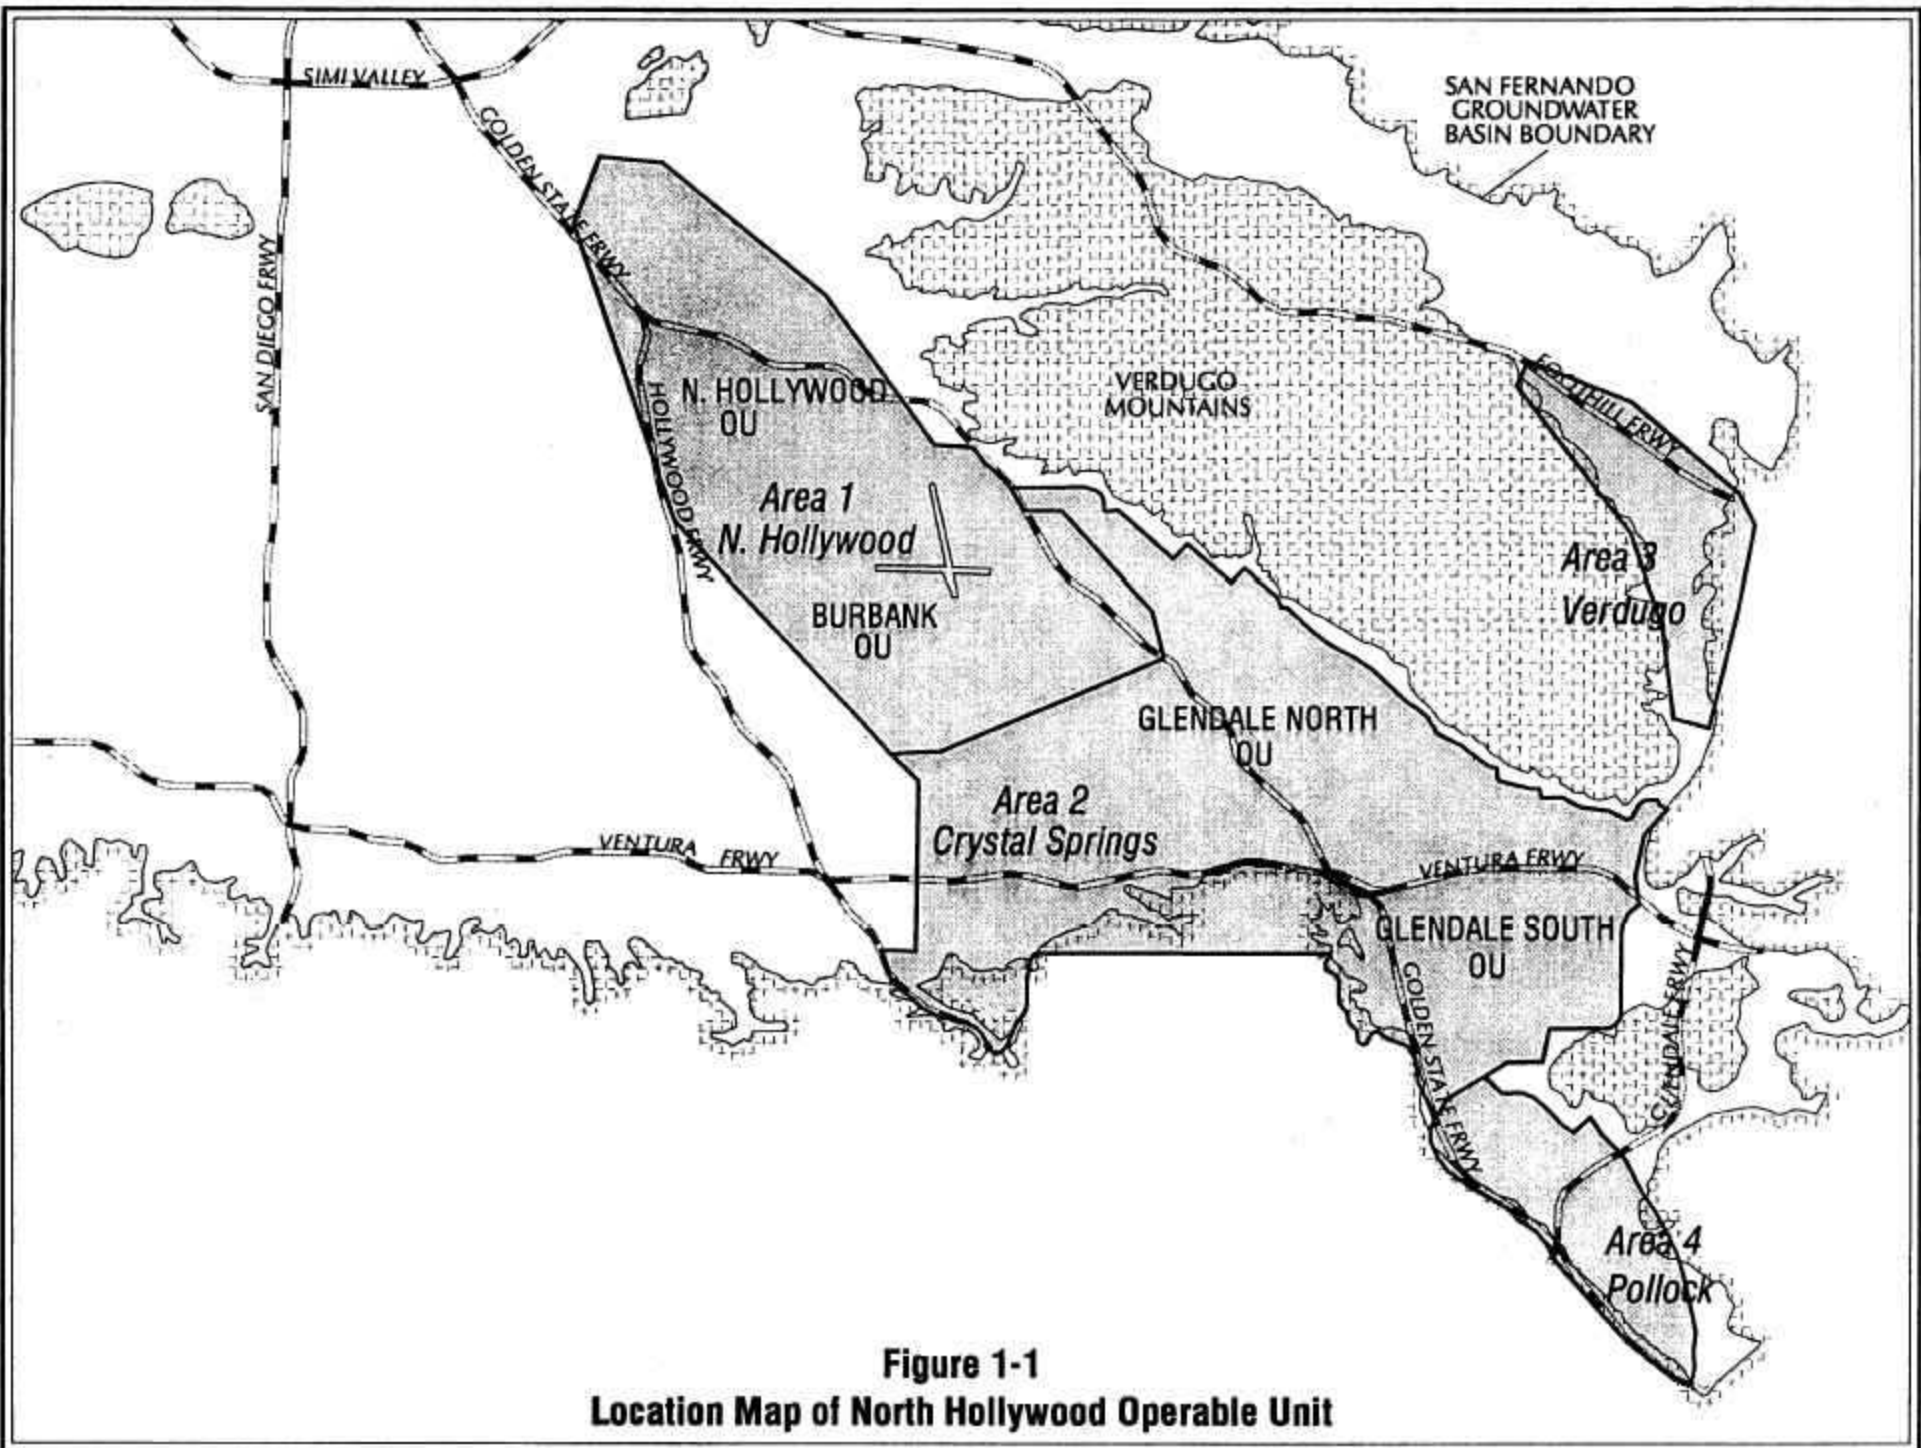 SIMI VALLEY
GOLDEN STATE FRWY
SAN FERNANDO
GROUNDWATER
BASIN BOUNDARY
SAN DIEGO FRWY
HOLLYWOOD FRWY
N. HOLLYWOOD
OU
VERDUGO
MOUNTAINS
FOOTHILL FRWY
Area 1
N. Hollywood
Area 3
Verdugo
BURBANK
OU
GLENDALE NORTH
OU
Area 2
Crystal Springs
VENTURA FRWY
VENTURA FRWY
GLENDALE SOUTH
OU
GOLDEN STATE FRWY
GLENDALE FRWY
Area 4
Pollock
Figure 1-1
Location Map of North Hollywood Operable Unit